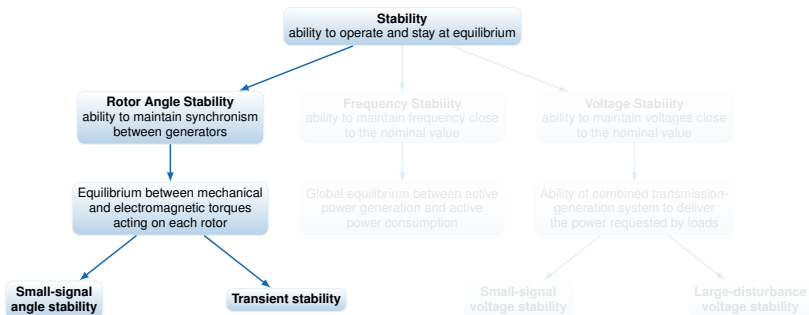 Stability
ability to operate and stay at equilibrium
Rotor Angle Stability
ability to maintain synchronism
between generators
Frequency Stability
ability to maintain frequency close
to the nominal value
Voltage Stability
ability to maintain voltages close
to the nominal value
Equilibrium between mechanical
and electromagnetic torques
acting on each rotor
Global equilibrium between active
power generation and active
power consumption
Ability of combined transmission-
generation system to deliver
the power requested by loads
Small-signal
angle stability
Transient stability
Small-signal
voltage stability
Large-disturbance
voltage stability